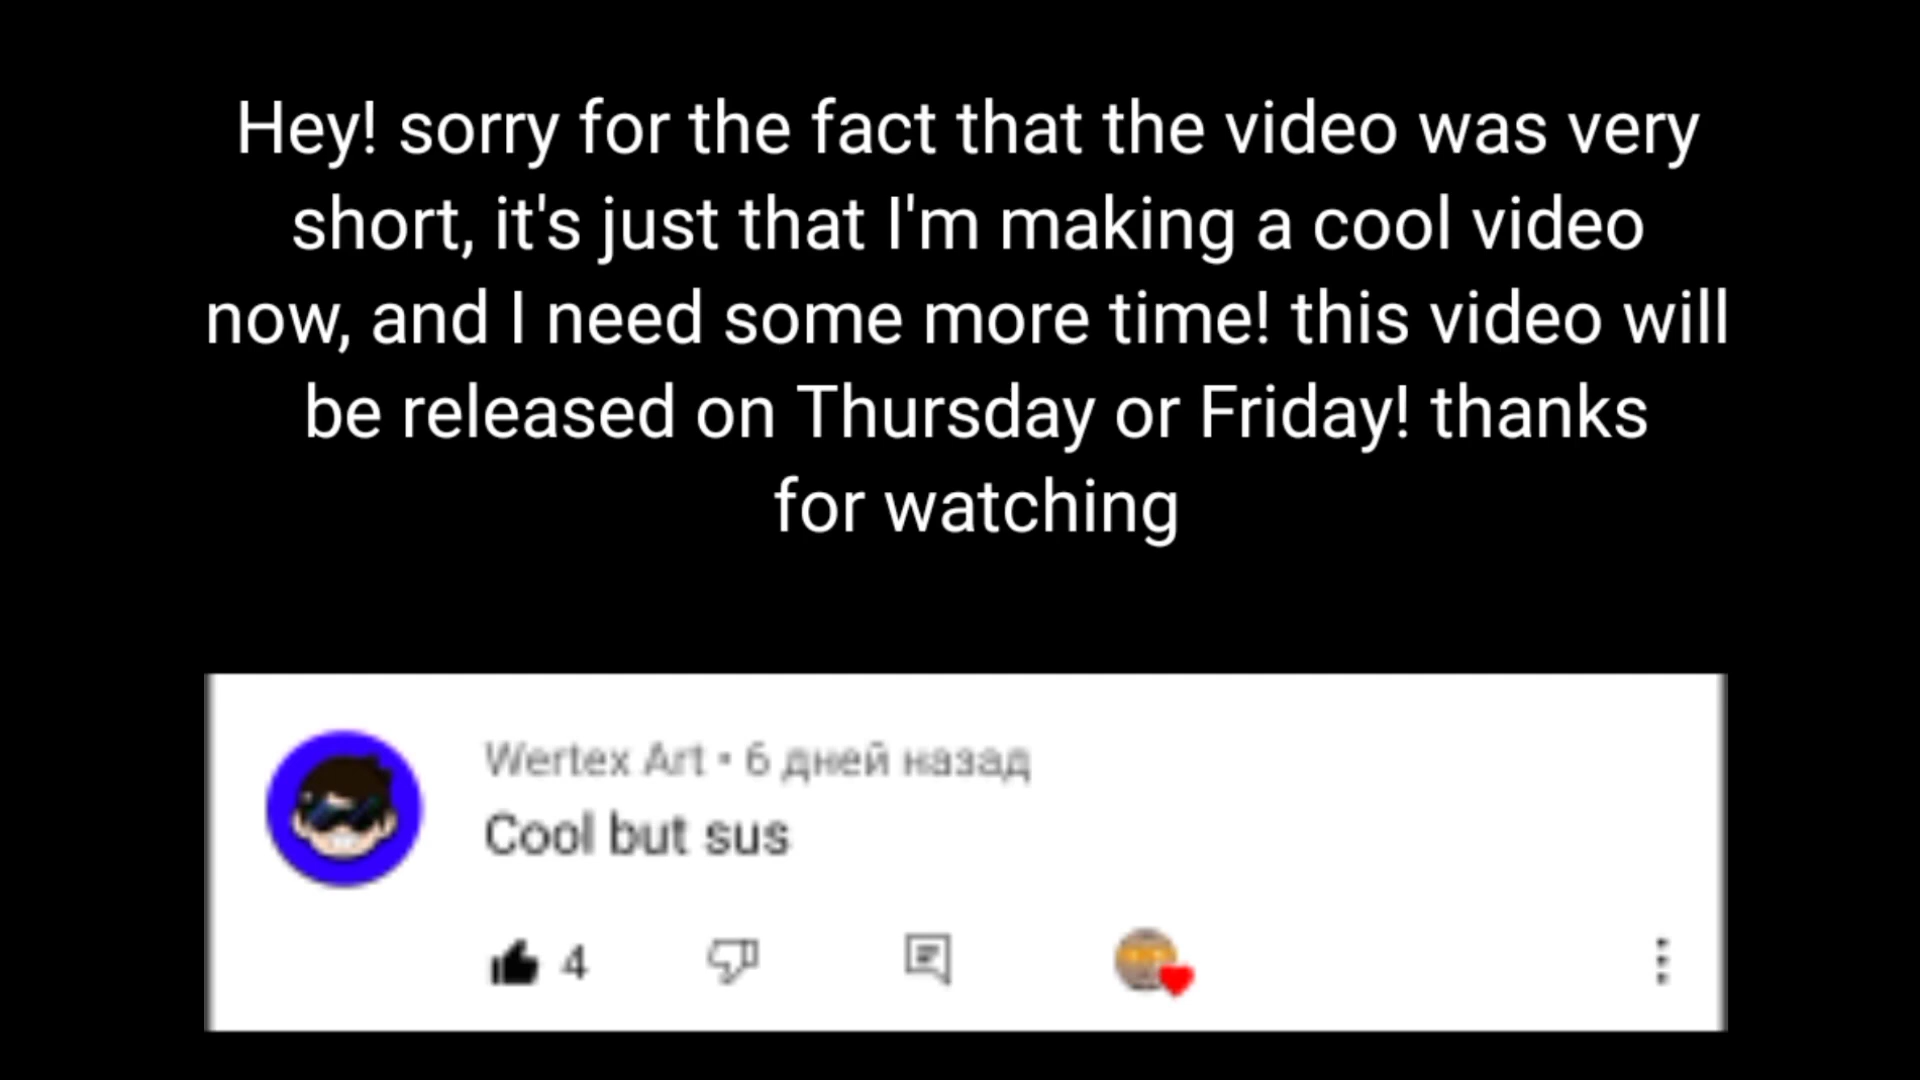 Hey! sorry for the fact that the video was very
short, it's just that I'm making a cool video
now, and I need some more time! this video will
be released on Thursday or Friday! thanks
for watching
Wertex Art • 6 дней назад
Cool but sus
4